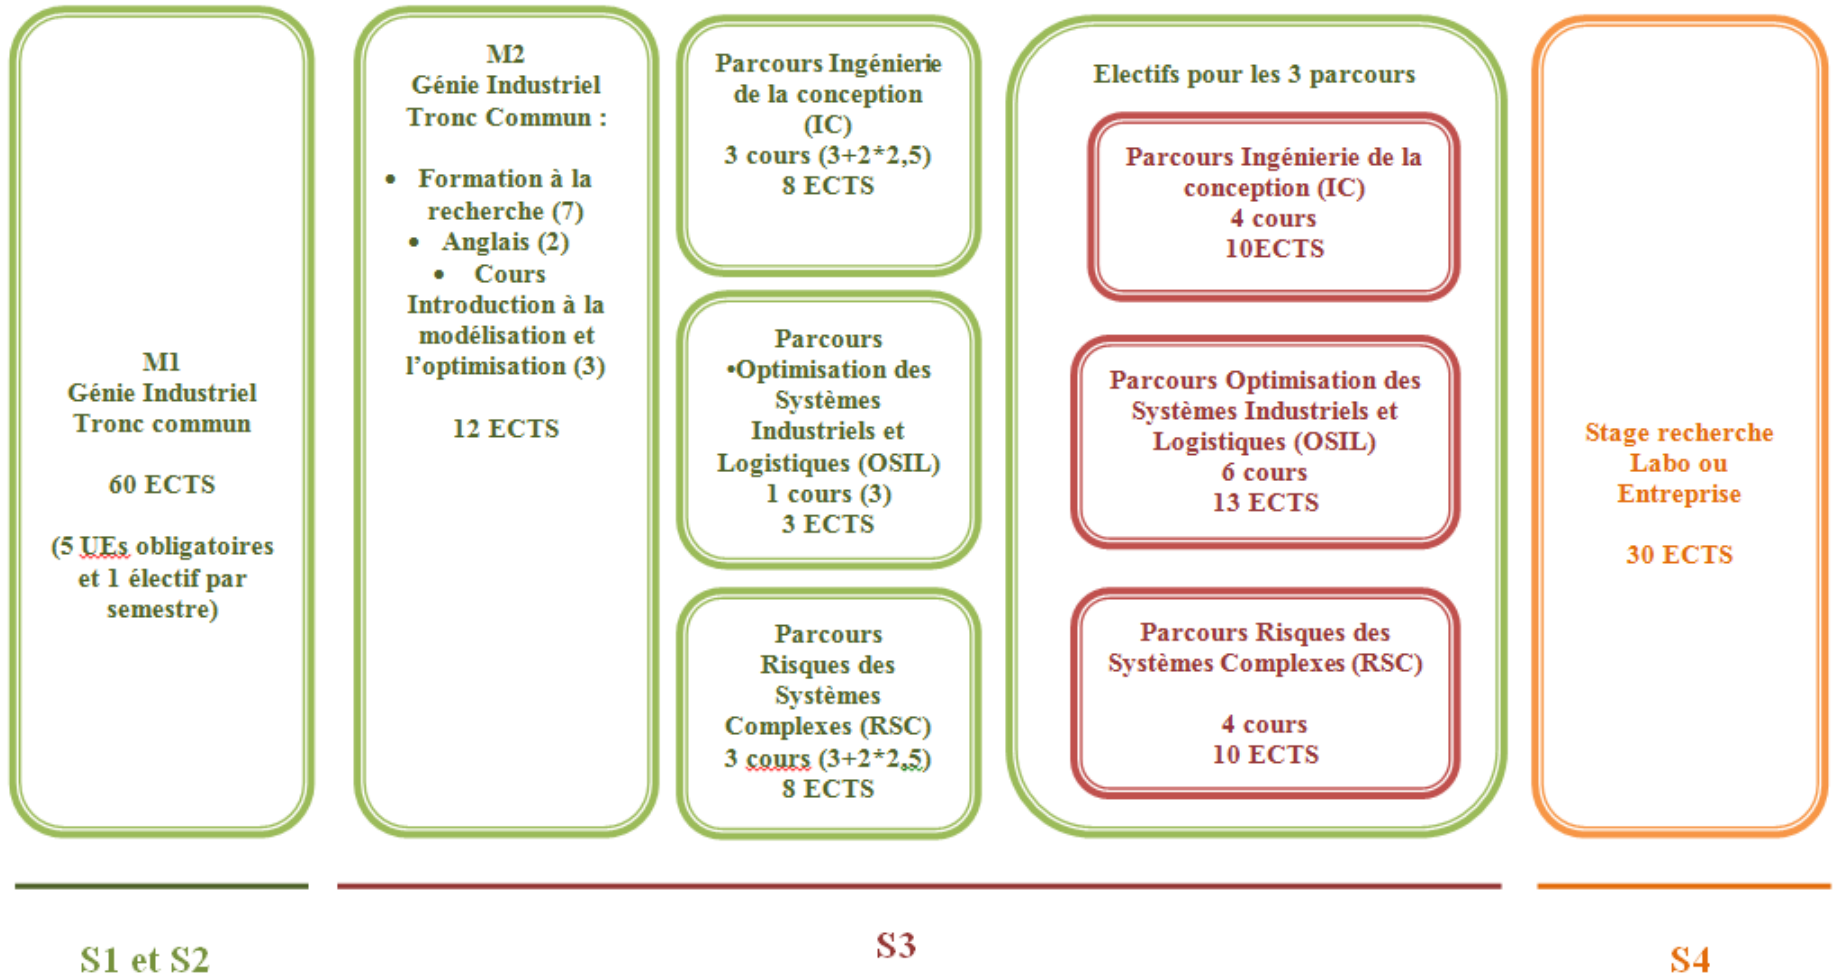 M1
Génie Industriel
Tronc commun
60 ECTS
(5 UEs obligatoires
et 1 électif par
semestre)
M2
Génie Industriel
Tronc Commun :
• Formation à la
recherche (7)
• Anglais (2)
• Cours
Introduction à la
modélisation et
l'optimisation (3)
12 ECTS
Parcours Ingénierie
de la conception
(IC)
3 cours (3+2*2,5)
8 ECTS
Parcours
•Optimisation des
Systèmes
Industriels et
Logistiques (OSIL)
1 cours (3)
3 ECTS
Parcours
Risques des
Systèmes
Complexes (RSC)
3 cours (3+2*2,5)
8 ECTS
Electifs pour les 3 parcours
Parcours Ingénierie de la
conception (IC)
4 cours
10ECTS
Parcours Optimisation des
Systèmes Industriels et
Logistiques (OSIL)
6 cours
13 ECTS
Parcours Risques des
Systèmes Complexes (RSC)
4 cours
10 ECTS
Stage recherche
Labo ou
Entreprise
30 ECTS
S1 et S2
S3
S4